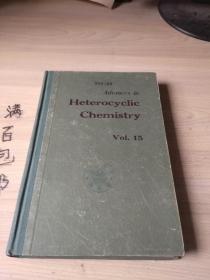 Advances in
Heterocyclic
Chemistry
Vol. 15
满
百
包
邮